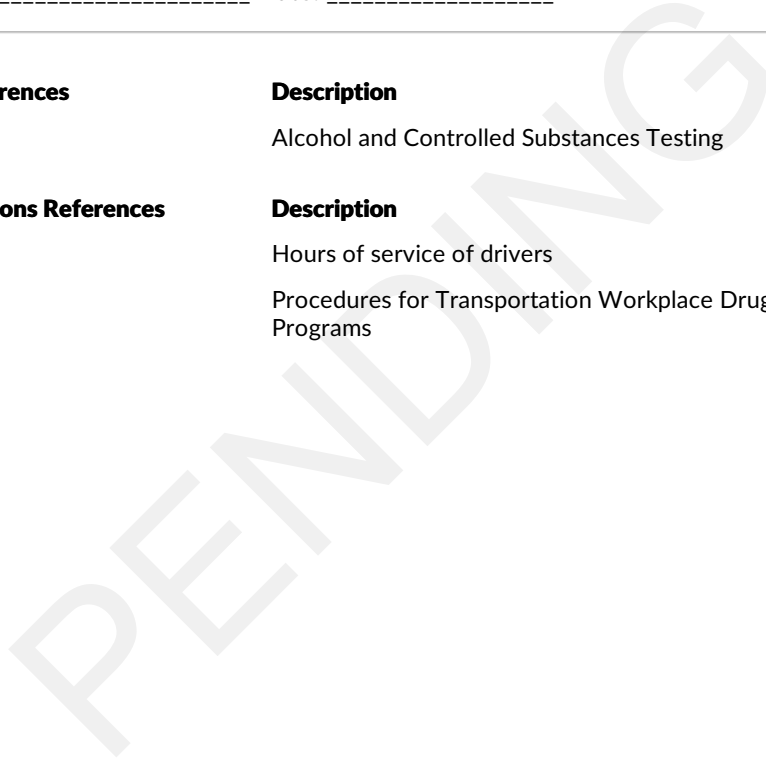 rences Description
Alcohol and Controlled Substances Testing
ons References Description
Hours of service of drivers
Procedures for Transportation Workplace Drug
Programs
PENDING